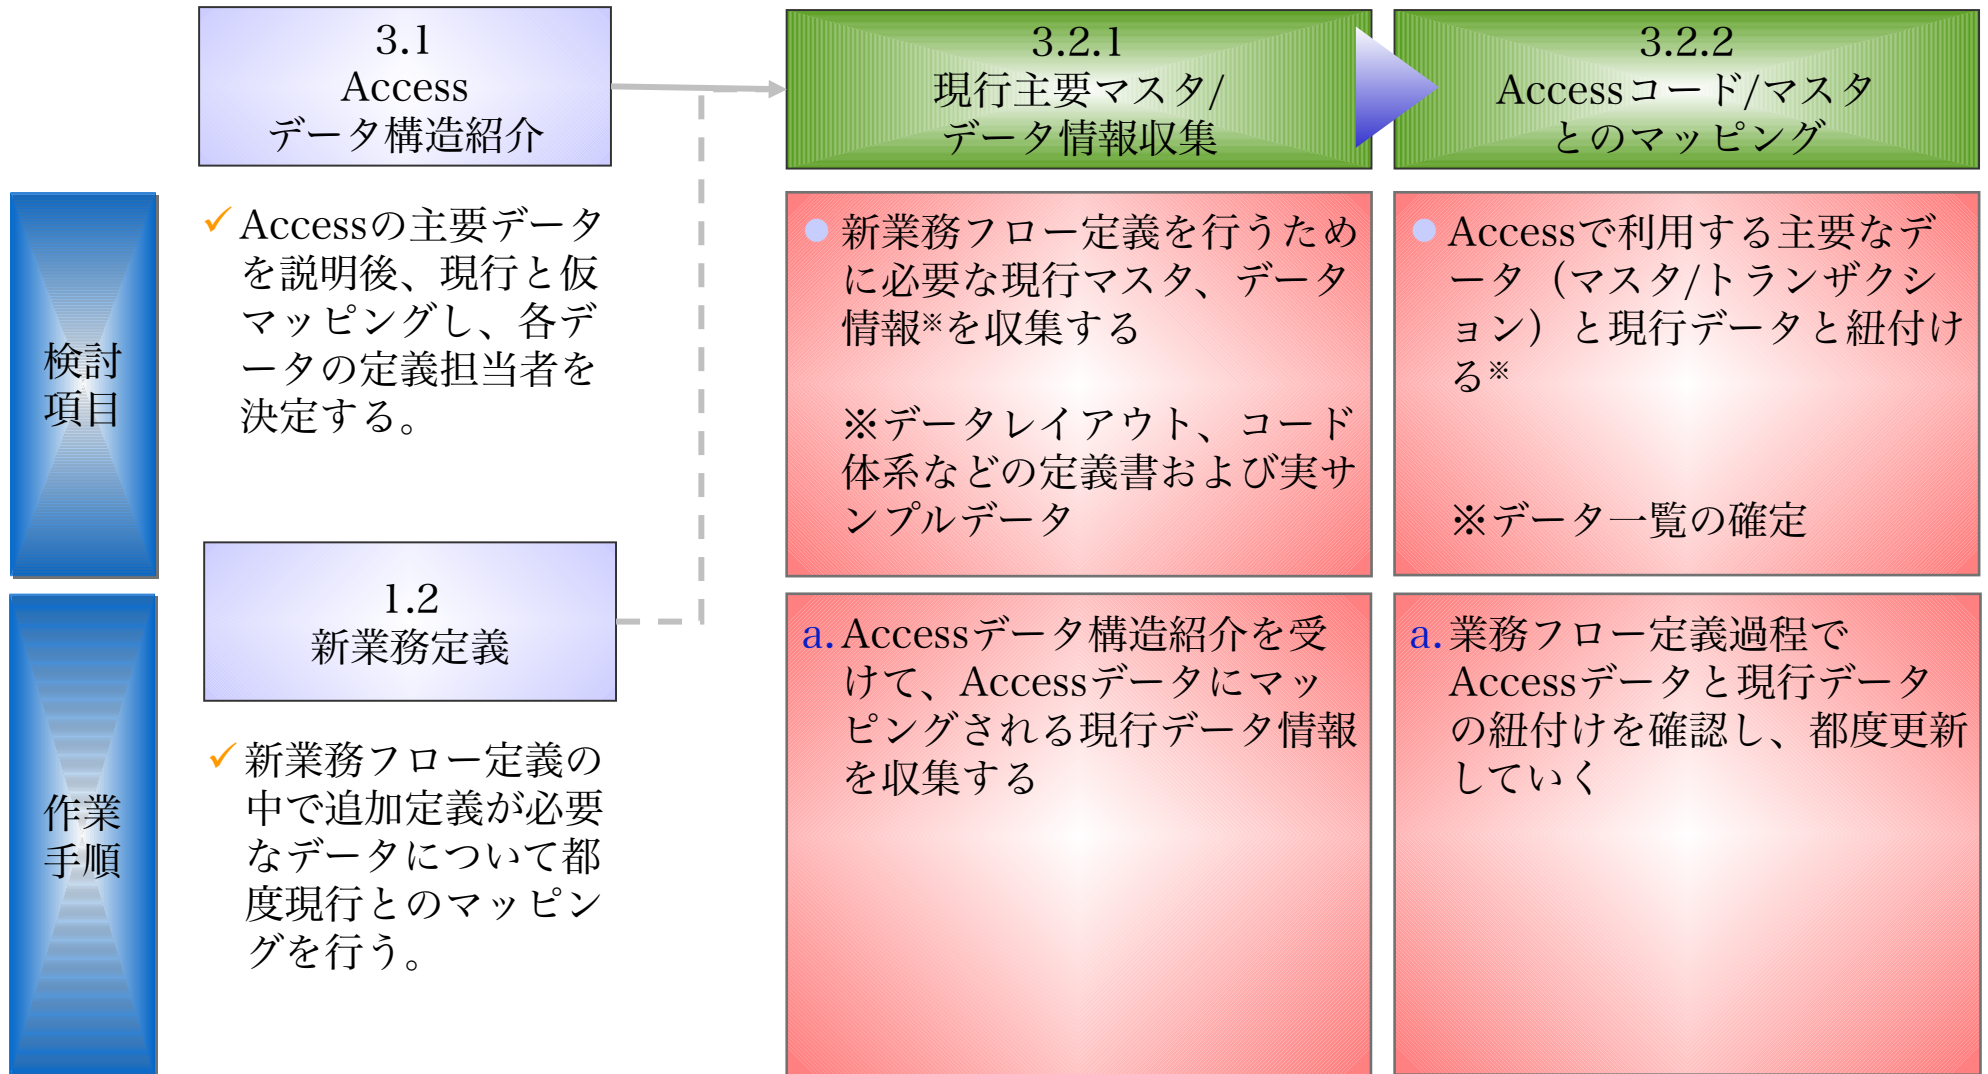 3.1
Access
データ構造紹介
3.2.1
現行主要マスタ/
データ情報収集
3.2.2
Accessコード/マスタ
とのマッピング
検討
項目
✓Accessの主要データ
を説明後、現行と仮
マッピングし、各デ
ータの定義担当者を
決定する。
● 新業務フロー定義を行うため
に必要な現行マスタ、データ
情報※を収集する
※データレイアウト、コード
体系などの定義書および実サ
ンプルデータ
● Accessで利用する主要なデ
ータ（マスタ/トランザクシ
ョン）と現行データと紐付け
る※
※データ一覧の確定
1.2
新業務定義
作業
手順
✓新業務フロー定義の
中で追加定義が必要
なデータについて都
度現行とのマッピン
グを行う。
a. Accessデータ構造紹介を受
けて、Accessデータにマッ
ピングされる現行データ情報
を収集する
a. 業務フロー定義過程で
Accessデータと現行データ
の紐付けを確認し、都度更新
していく